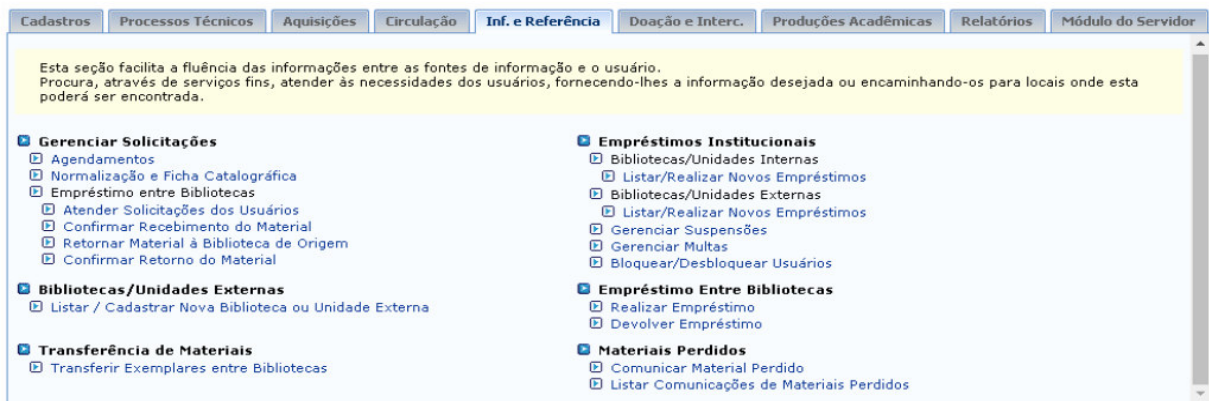 Cadastros Processos Técnicos Aquisições Circulação Inf. e Referência Doação e Interc. Produções Acadêmicas Relatórios Módulo do Servidor
Esta seção facilita a fluência das informações entre as fontes de informação e o usuário.
Procura, através de serviços fins, atender às necessidades dos usuários, fornecendo-lhes a informação desejada ou encaminhando-os para locais onde esta
poderá ser encontrada.
Gerenciar Solicitações
Agendamentos
Normalização e Ficha Catalográfica
Empréstimo entre Bibliotecas
Atender Solicitações dos Usuários
Confirmar Recebimento do Material
Retornar Material à Biblioteca de Origem
Confirmar Retorno do Material
Bibliotecas/Unidades Externas
Listar / Cadastrar Nova Biblioteca ou Unidade Externa
Transferência de Materiais
Transferir Exemplares entre Bibliotecas
Empréstimos Institucionais
Bibliotecas/Unidades Internas
Listar/Realizar Novos Empréstimos
Bibliotecas/Unidades Externas
Listar/Realizar Novos Empréstimos
Gerenciar Suspensões
Gerenciar Multas
Bloquear/Desbloquear Usuários
Empréstimo Entre Bibliotecas
Realizar Empréstimo
Devolver Empréstimo
Materiais Perdidos
Comunicar Material Perdido
Listar Comunicações de Materiais Perdidos